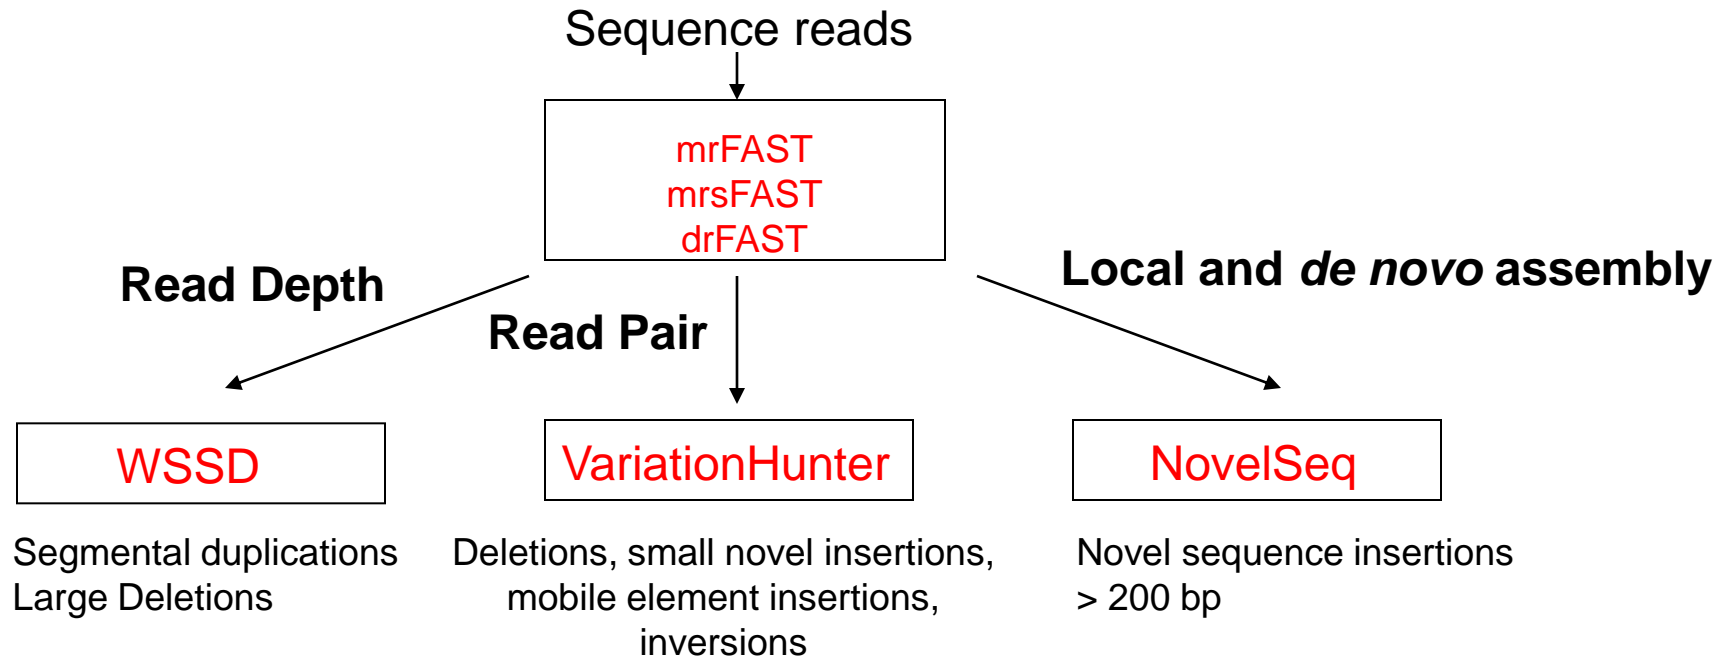 Sequence reads
mrFAST
mrsFAST
drFAST
Read Depth
Read Pair
Local and de novo assembly
WSSD
VariationHunter
NovelSeq
Segmental duplications
Large Deletions
Deletions, small novel insertions,
mobile element insertions,
inversions
Novel sequence insertions
> 200 bp